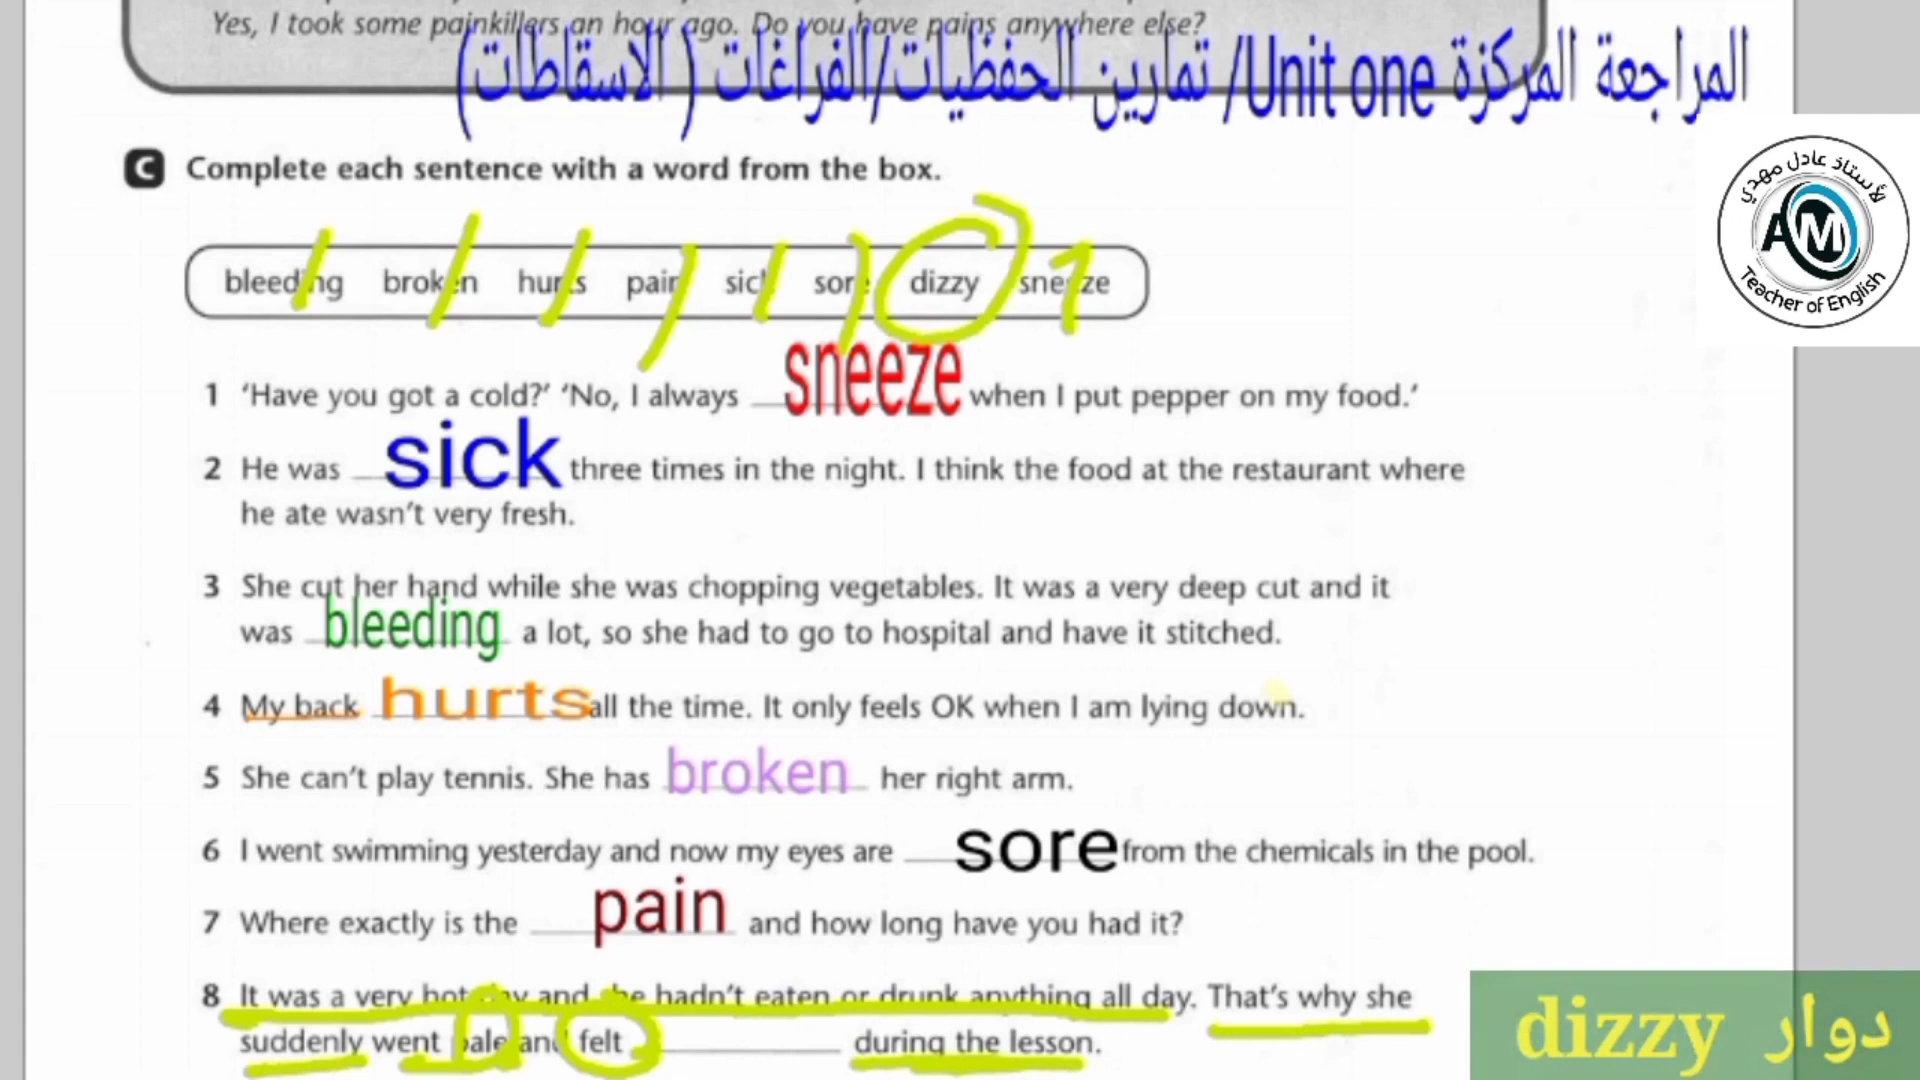 Yes, I took some painkillers an hour ago. Do you have pains anywhere else?
المراجعة المركزة Unit one/ تمارين الحفظيات/الفراغات ( الاسقاطات)
الأستاذ عادل مهدي
AM
Teacher of English
C Complete each sentence with a word from the box.
bleeding broken hurts pain sick sore dizzy sneeze
1 ‘Have you got a cold?’ ‘No, I always sneeze when I put pepper on my food.’
2 He was sick three times in the night. I think the food at the restaurant where
he ate wasn’t very fresh.
3 She cut her hand while she was chopping vegetables. It was a very deep cut and it
was bleeding a lot, so she had to go to hospital and have it stitched.
4 My back hurts all the time. It only feels OK when I am lying down.
5 She can’t play tennis. She has broken her right arm.
6 I went swimming yesterday and now my eyes are sore from the chemicals in the pool.
7 Where exactly is the pain and how long have you had it?
8 It was a very hot day and she hadn’t eaten or drunk anything all day. That’s why she
suddenly went pale and felt ____________ during the lesson.
dizzy دوار